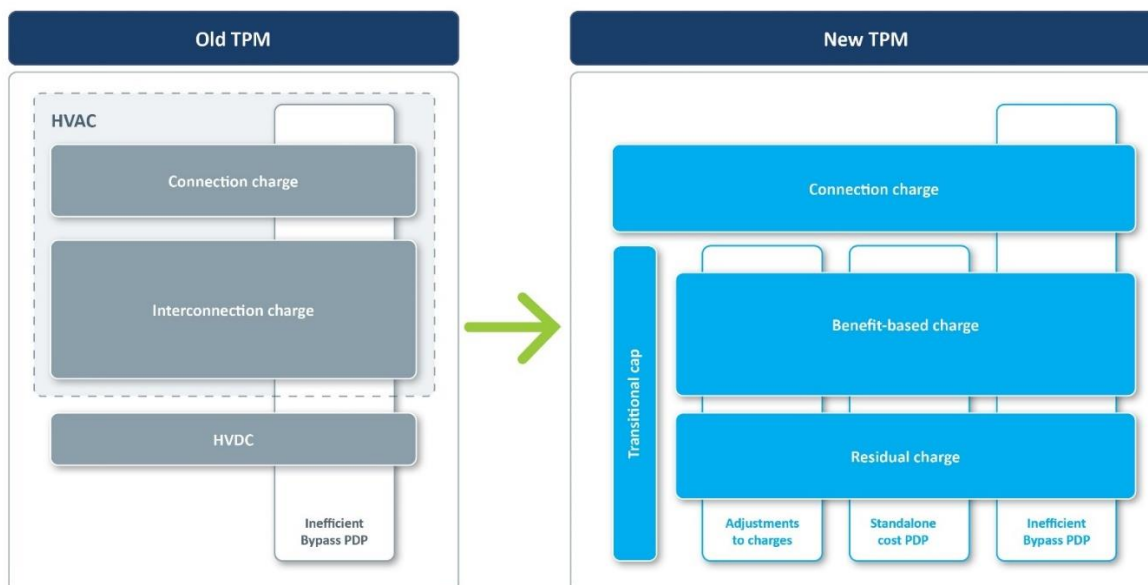 Old TPM
HVAC
Connection charge
Interconnection charge
HVDC
Inefficient
Bypass PDP
New TPM
Connection charge
Transitional cap
Benefit-based charge
Residual charge
Adjustments
to charges
Standalone
cost PDP
Inefficient
Bypass PDP